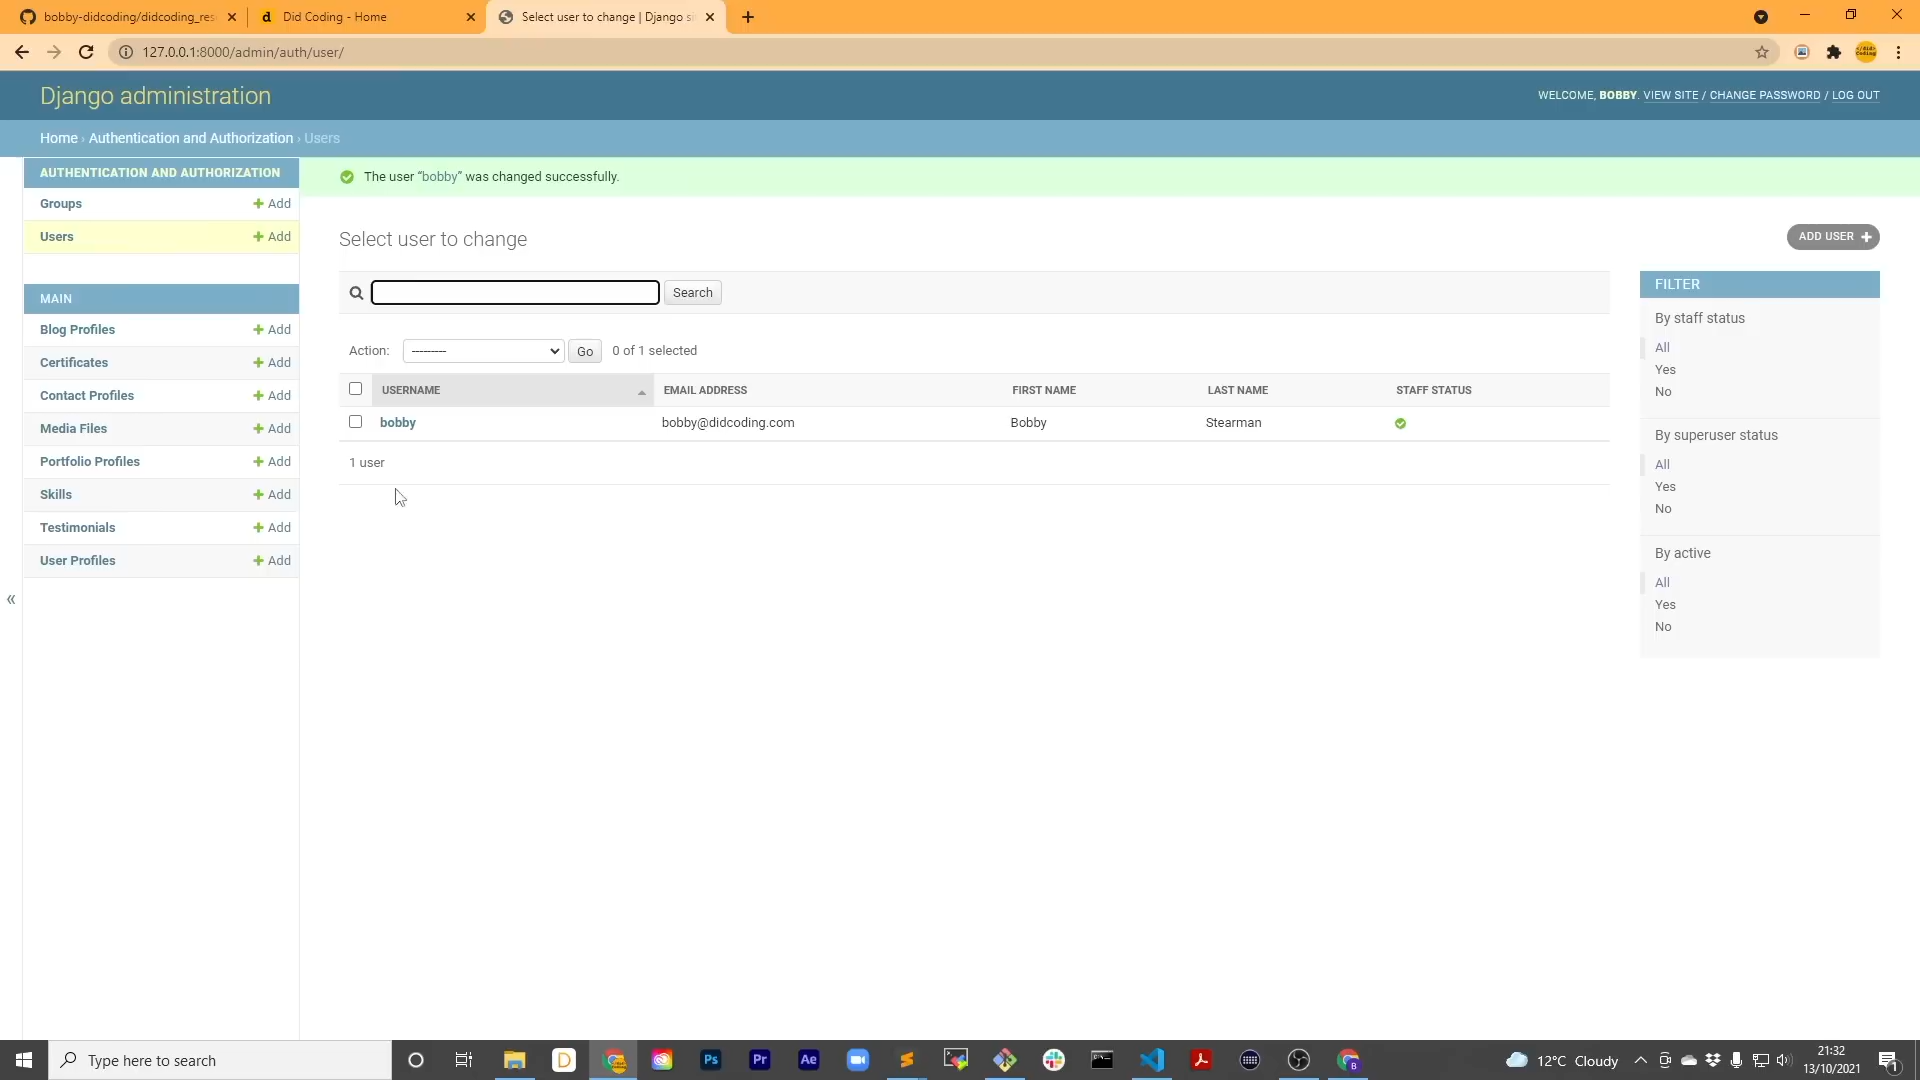 bobby-didcoding/didcoding_res
Did Coding - Home
Select user to change | Django si
127.0.0.1:8000/admin/auth/user/
Django administration
WELCOME, BOBBY. VIEW SITE / CHANGE PASSWORD / LOG OUT
Home › Authentication and Authorization › Users
AUTHENTICATION AND AUTHORIZATION
Groups + Add
Users + Add
MAIN
Blog Profiles + Add
Certificates + Add
Contact Profiles + Add
Media Files + Add
Portfolio Profiles + Add
Skills + Add
Testimonials + Add
User Profiles + Add
«
The user “bobby” was changed successfully.
Select user to change
ADD USER +
Search
Action: --------- Go 0 of 1 selected
USERNAME EMAIL ADDRESS FIRST NAME LAST NAME STAFF STATUS
bobby bobby@didcoding.com Bobby Stearman
1 user
FILTER
By staff status
All
Yes
No
By superuser status
All
Yes
No
By active
All
Yes
No
Type here to search
D
Ps
Pr
Ae
B
12°C Cloudy
21:32
13/10/2021
1